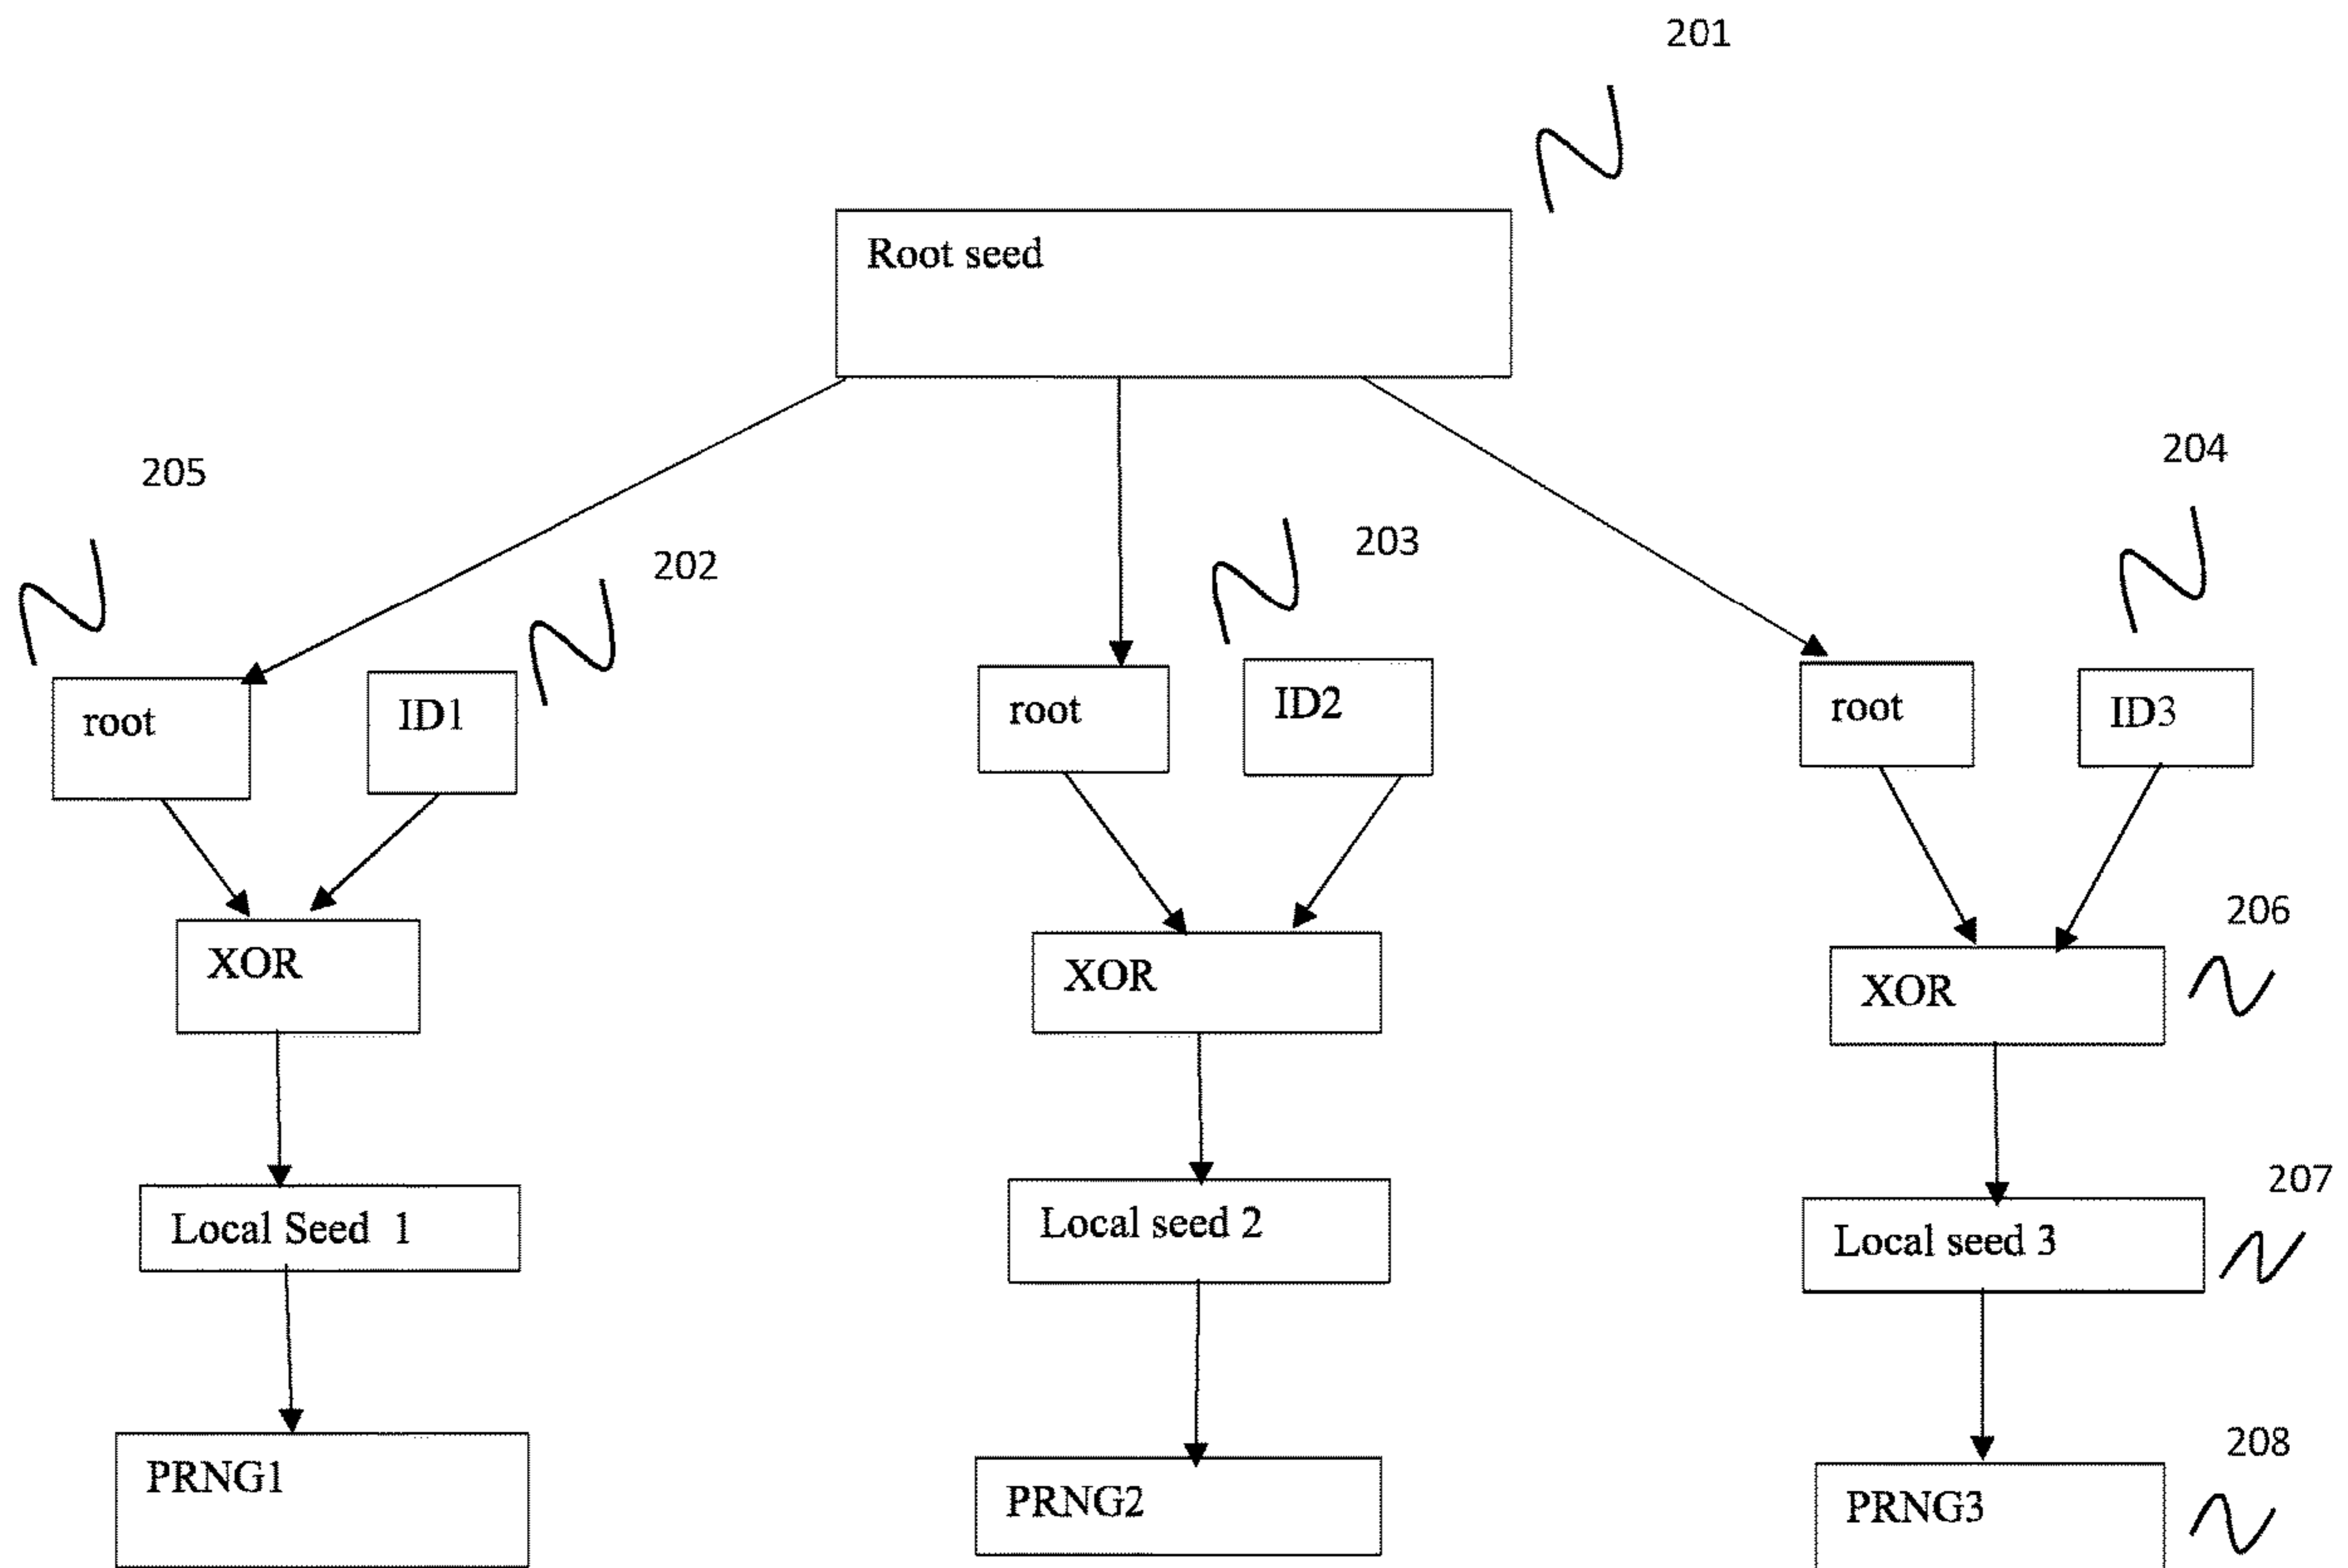 201
Root seed
205
202
203
204
root
ID1
root
ID2
root
ID3
XOR
XOR
XOR
206
Local Seed 1
Local seed 2
Local seed 3
207
PRNG1
PRNG2
PRNG3
208